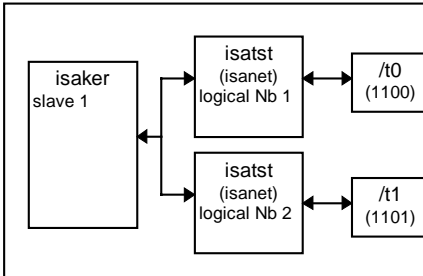 isaker
slave 1
isatst
(isanet)
logical Nb 1
/t0
(1100)
isatst
(isanet)
logical Nb 2
/t1
(1101)